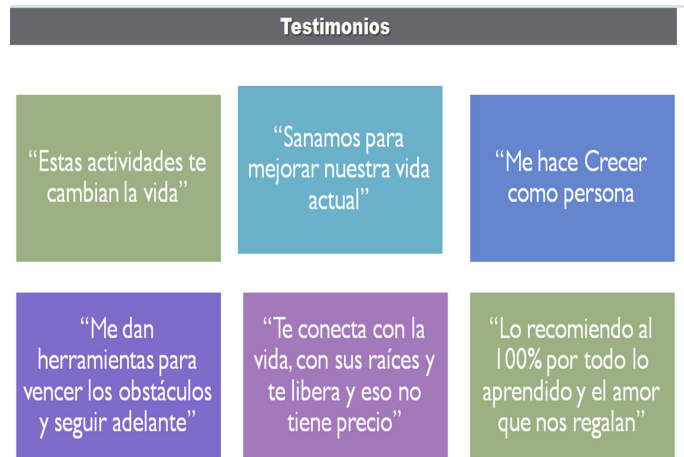 Testimonios
“Estas actividades te
cambian la vida”
“Sanamos para
mejorar nuestra vida
actual”
“Me hace Crecer
como persona
“Me dan
herramientas para
vencer los obstáculos
y seguir adelante”
“Te conecta con la
vida, con sus raíces y
te libera y eso no
tiene precio”
“Lo recomiendo al
100% por todo lo
aprendido y el amor
que nos regalan”